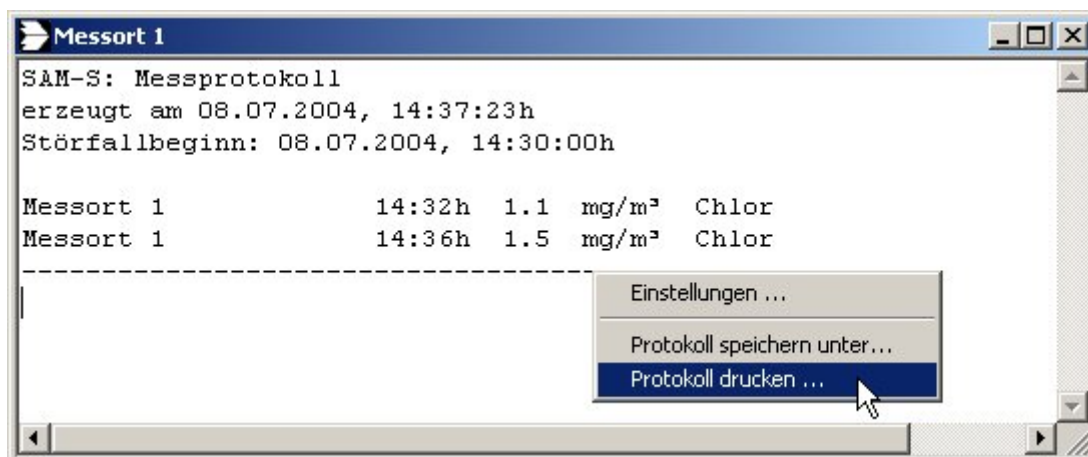 Messort 1
SAM-S: Messprotokoll
erzeugt am 08.07.2004, 14:37:23h
Störfallbeginn: 08.07.2004, 14:30:00h
Messort 1 14:32h 1.1 mg/m³ Chlor
Messort 1 14:36h 1.5 mg/m³ Chlor
-------------------------------------
Einstellungen ...
Protokoll speichern unter...
Protokoll drucken ...